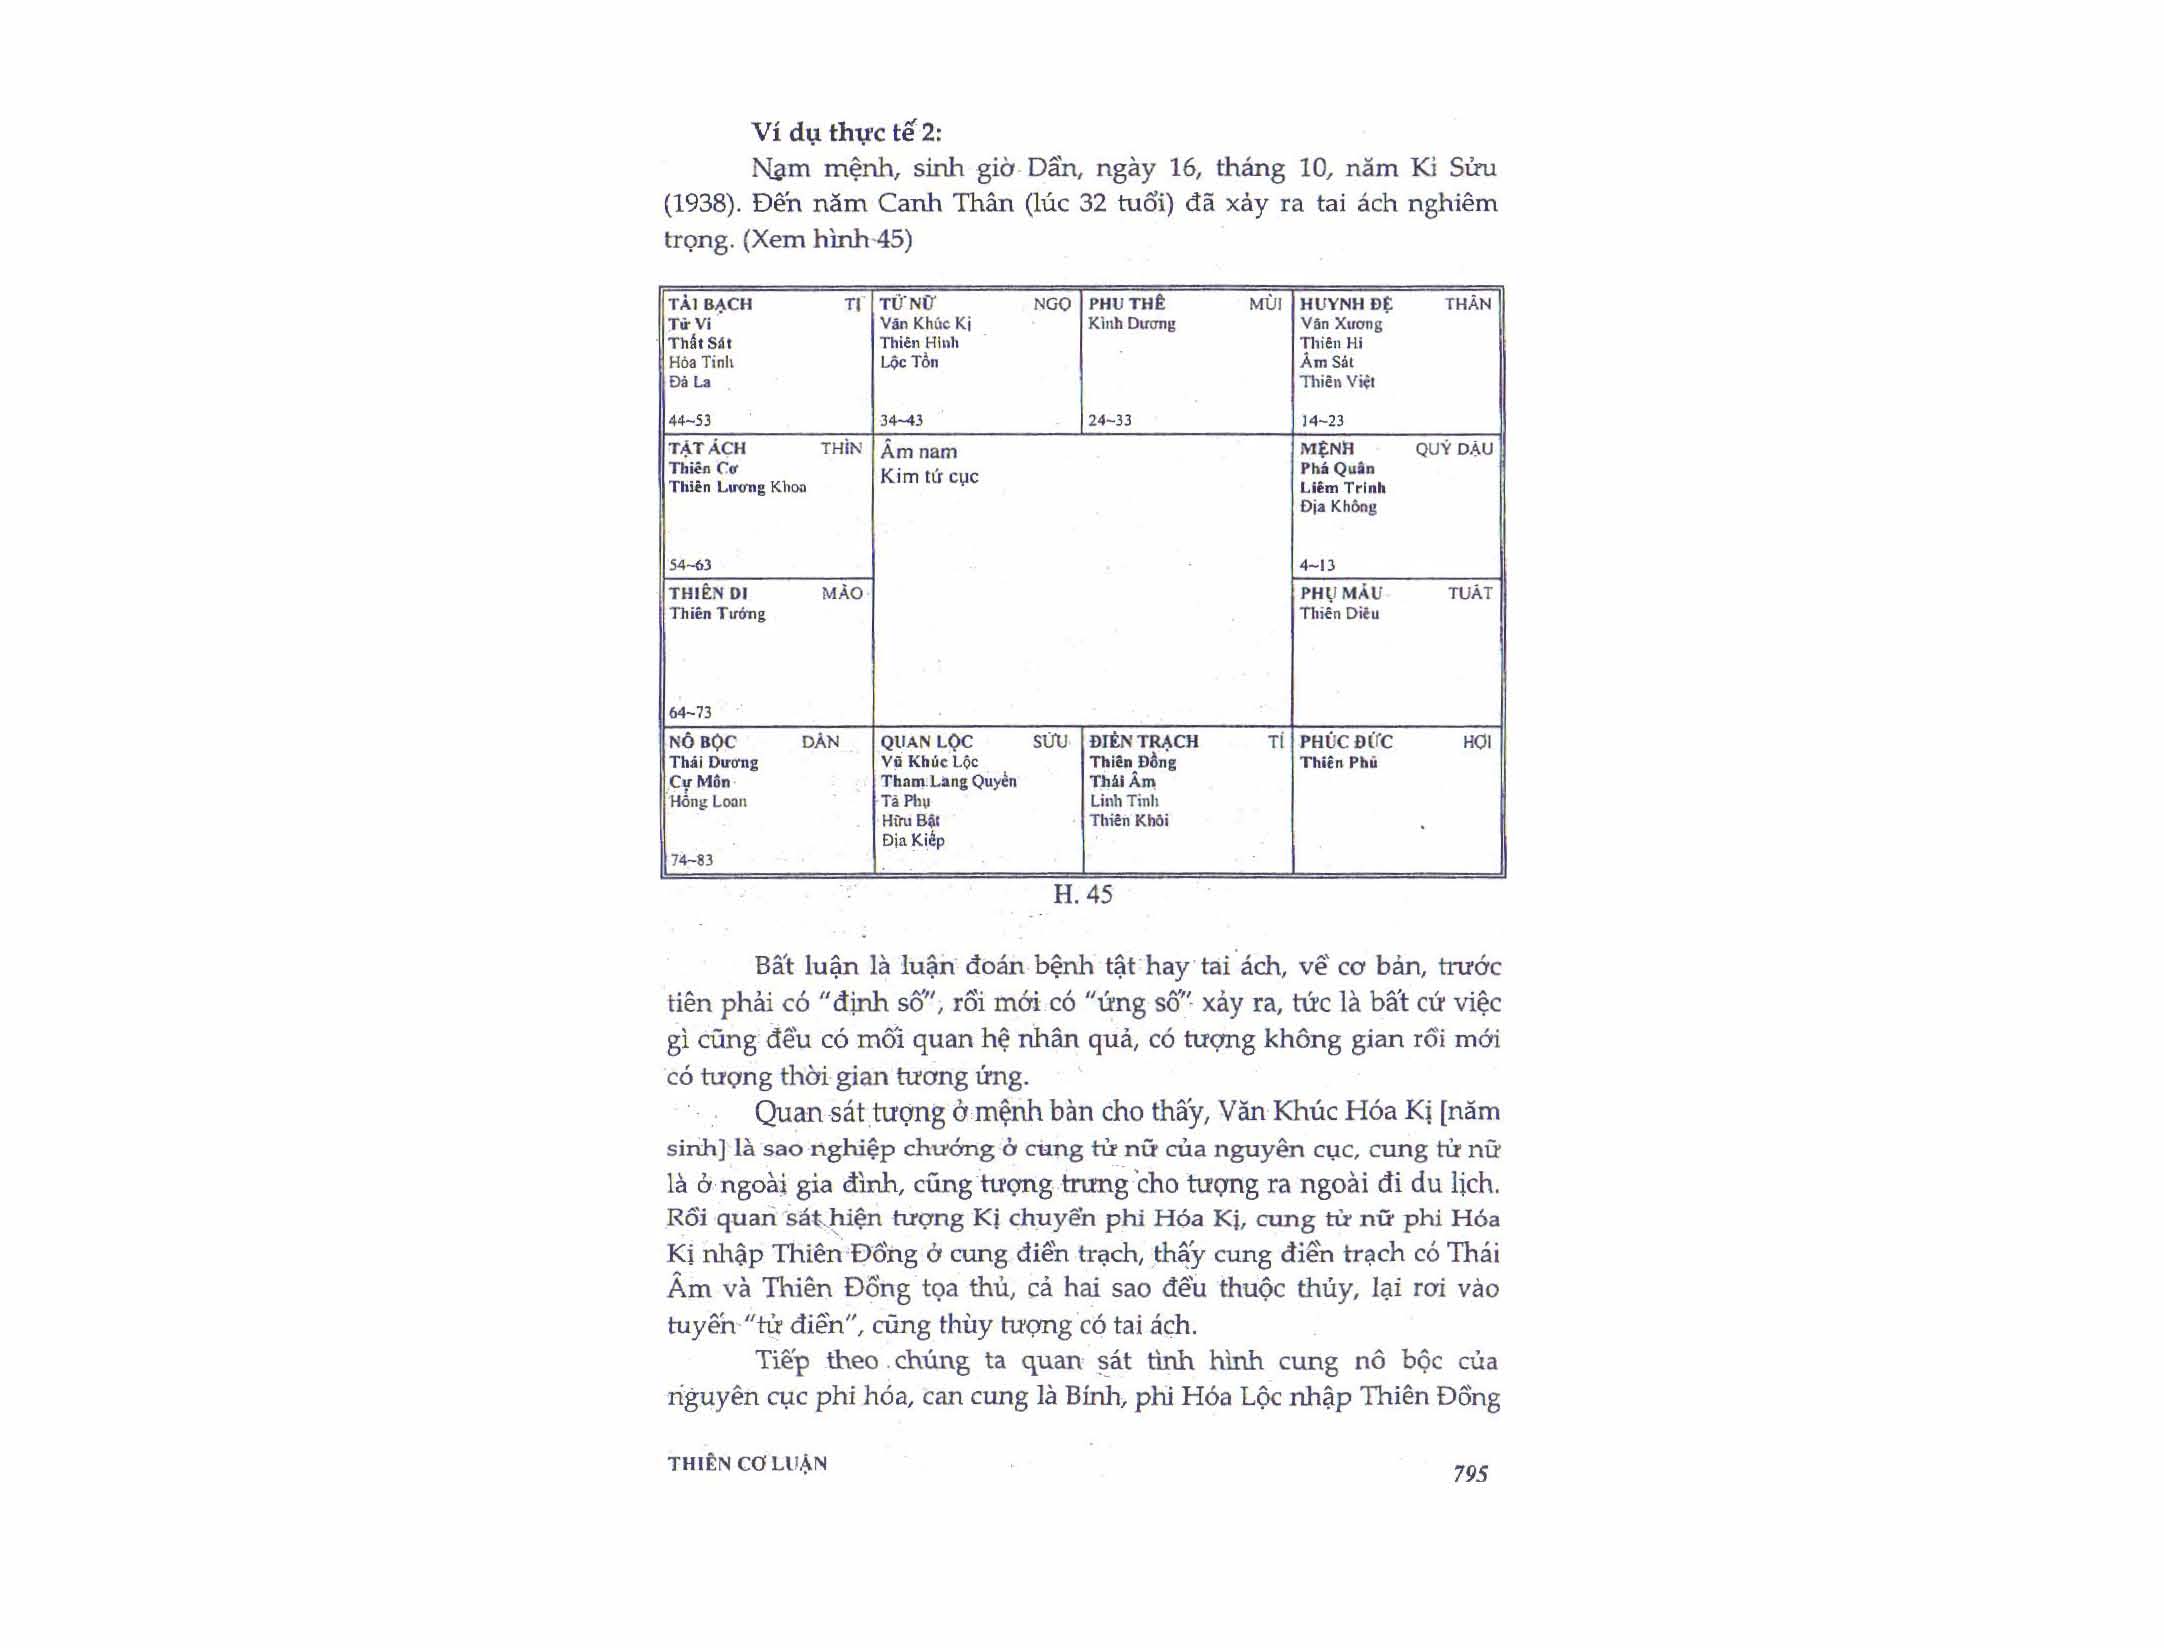 Ví dụ thực tế 2:
Nạm mệnh, sinh giờ Dần, ngày 16, tháng 10, năm Kỉ Sửu
(1938). Đến năm Canh Thân (lúc 32 tuổi) đã xảy ra tai ách nghiêm
trọng. (Xem hình 45)
TÀI BẠCH TỊ
Tử Vi
Thất Sát
Hỏa Tinh
Đà La
44~53
TỬ NỮ NGỌ
Văn Khúc Kị
Thiên Hình
Lộc Tồn
34~43
PHU THÊ MÙI
Kình Dương
24~33
HUYNH ĐỆ THÂN
Văn Xương
Thiên Hỉ
Âm Sát
Thiên Việt
14~23
TẬT ÁCH THÌN
Thiên Cơ
Thiên Lương Khoa
54~63
Âm nam
Kim tứ cục
MỆNH QUÝ DẬU
Phá Quân
Liêm Trinh
Địa Không
4~13
THIÊN DI MÃO
Thiên Tướng
64~73
PHỤ MẪU TUẤT
Thiên Diêu
NÔ BỘC DẦN
Thái Dương
Cự Môn
Hồng Loan
74~83
QUAN LỘC SỬU
Vũ Khúc Lộc
Tham Lang Quyền
Tả Phụ
Hữu Bật
Địa Kiếp
ĐIỀN TRẠCH TÍ
Thiên Đồng
Thái Âm
Linh Tinh
Thiên Khôi
PHÚC ĐỨC HỢI
Thiên Phủ
H. 45
Bất luận là luận đoán bệnh tật hay tai ách, về cơ bản, trước
tiên phải có "định số", rồi mới có "ứng số" xảy ra, tức là bất cứ việc
gì cũng đều có mối quan hệ nhân quả, có tượng không gian rồi mới
có tượng thời gian tương ứng.
Quan sát tượng ở mệnh bàn cho thấy, Văn Khúc Hóa Kị [năm
sinh] là sao nghiệp chướng ở cung tử nữ của nguyên cục, cung tử nữ
là ở ngoài gia đình, cũng tượng trưng cho tượng ra ngoài đi du lịch.
Rồi quan sát hiện tượng Kị chuyển phi Hóa Kị, cung tử nữ phi Hóa
Kị nhập Thiên Đồng ở cung điền trạch, thấy cung điền trạch có Thái
Âm và Thiên Đồng tọa thủ, cả hai sao đều thuộc thủy, lại rơi vào
tuyến "tử điền", cũng thùy tượng có tai ách.
Tiếp theo chúng ta quan sát tình hình cung nô bộc của
nguyên cục phi hóa, can cung là Bính, phi Hóa Lộc nhập Thiên Đồng
THIÊN CƠ LUẬN
795